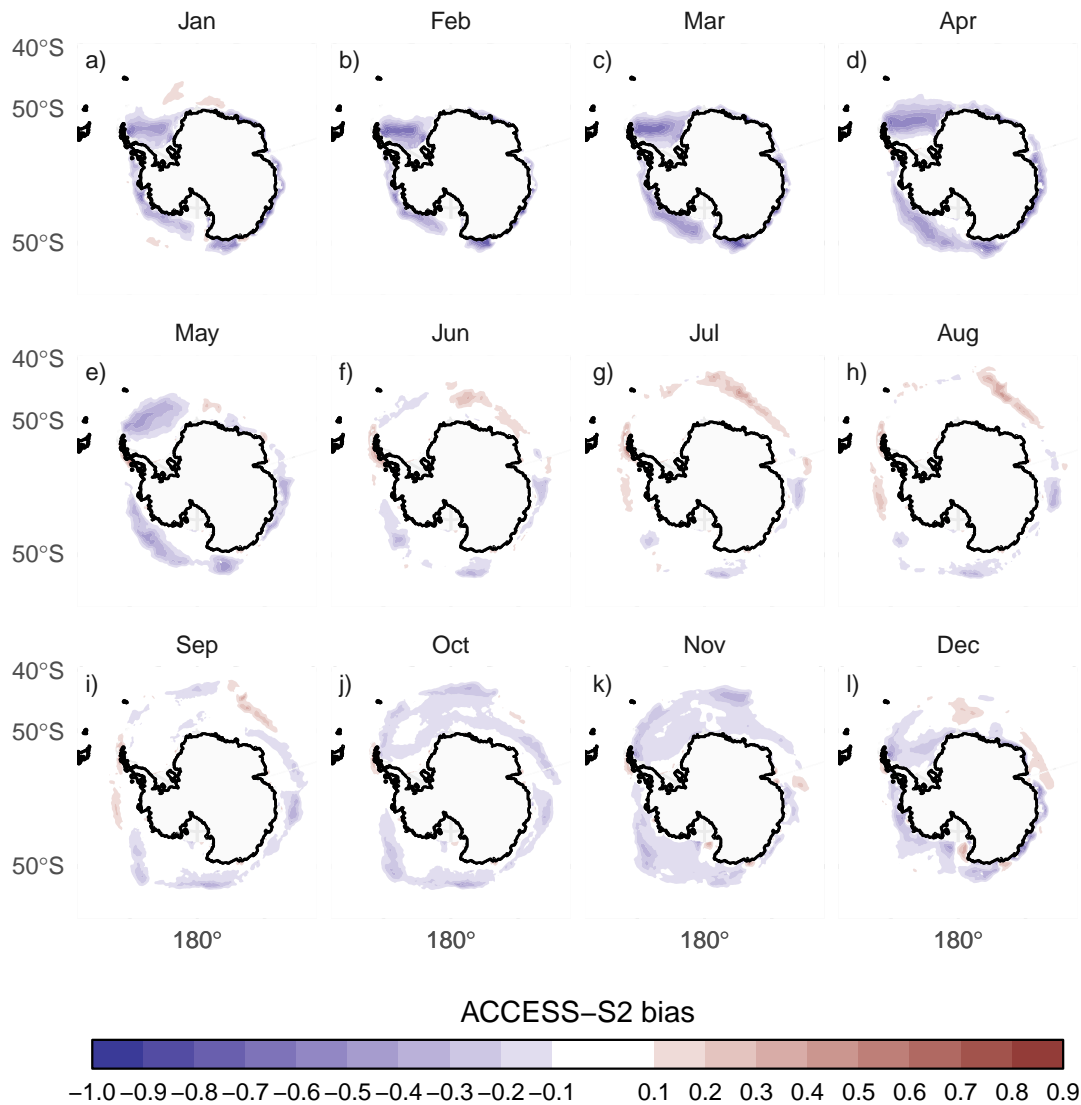 Jan Feb Mar Apr
40°S
a) b) c) d)
50°S
50°S
May Jun Jul Aug
40°S
e) f) g) h)
50°S
50°S
Sep Oct Nov Dec
40°S
i) j) k) l)
50°S
50°S
180° 180° 180° 180°
ACCESS−S2 bias
−1.0 −0.9 −0.8 −0.7 −0.6 −0.5 −0.4 −0.3 −0.2 −0.1 0.1 0.2 0.3 0.4 0.5 0.6 0.7 0.8 0.9